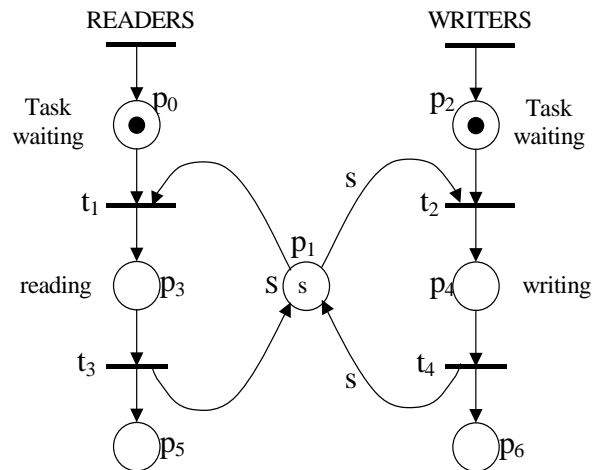 READERS
WRITERS
p0
Task
waiting
p2
Task
waiting
s
t1
t2
p1
reading
p3
s
s
p4
writing
t3
t4
s
p5
p6